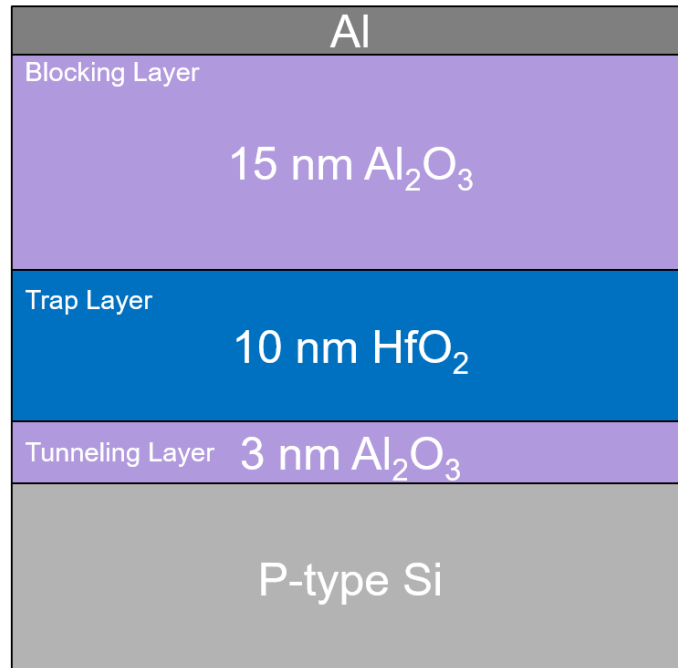 Al
Blocking Layer
15 nm Al₂O₃
Trap Layer
10 nm HfO₂
Tunneling Layer 3 nm Al₂O₃
P-type Si